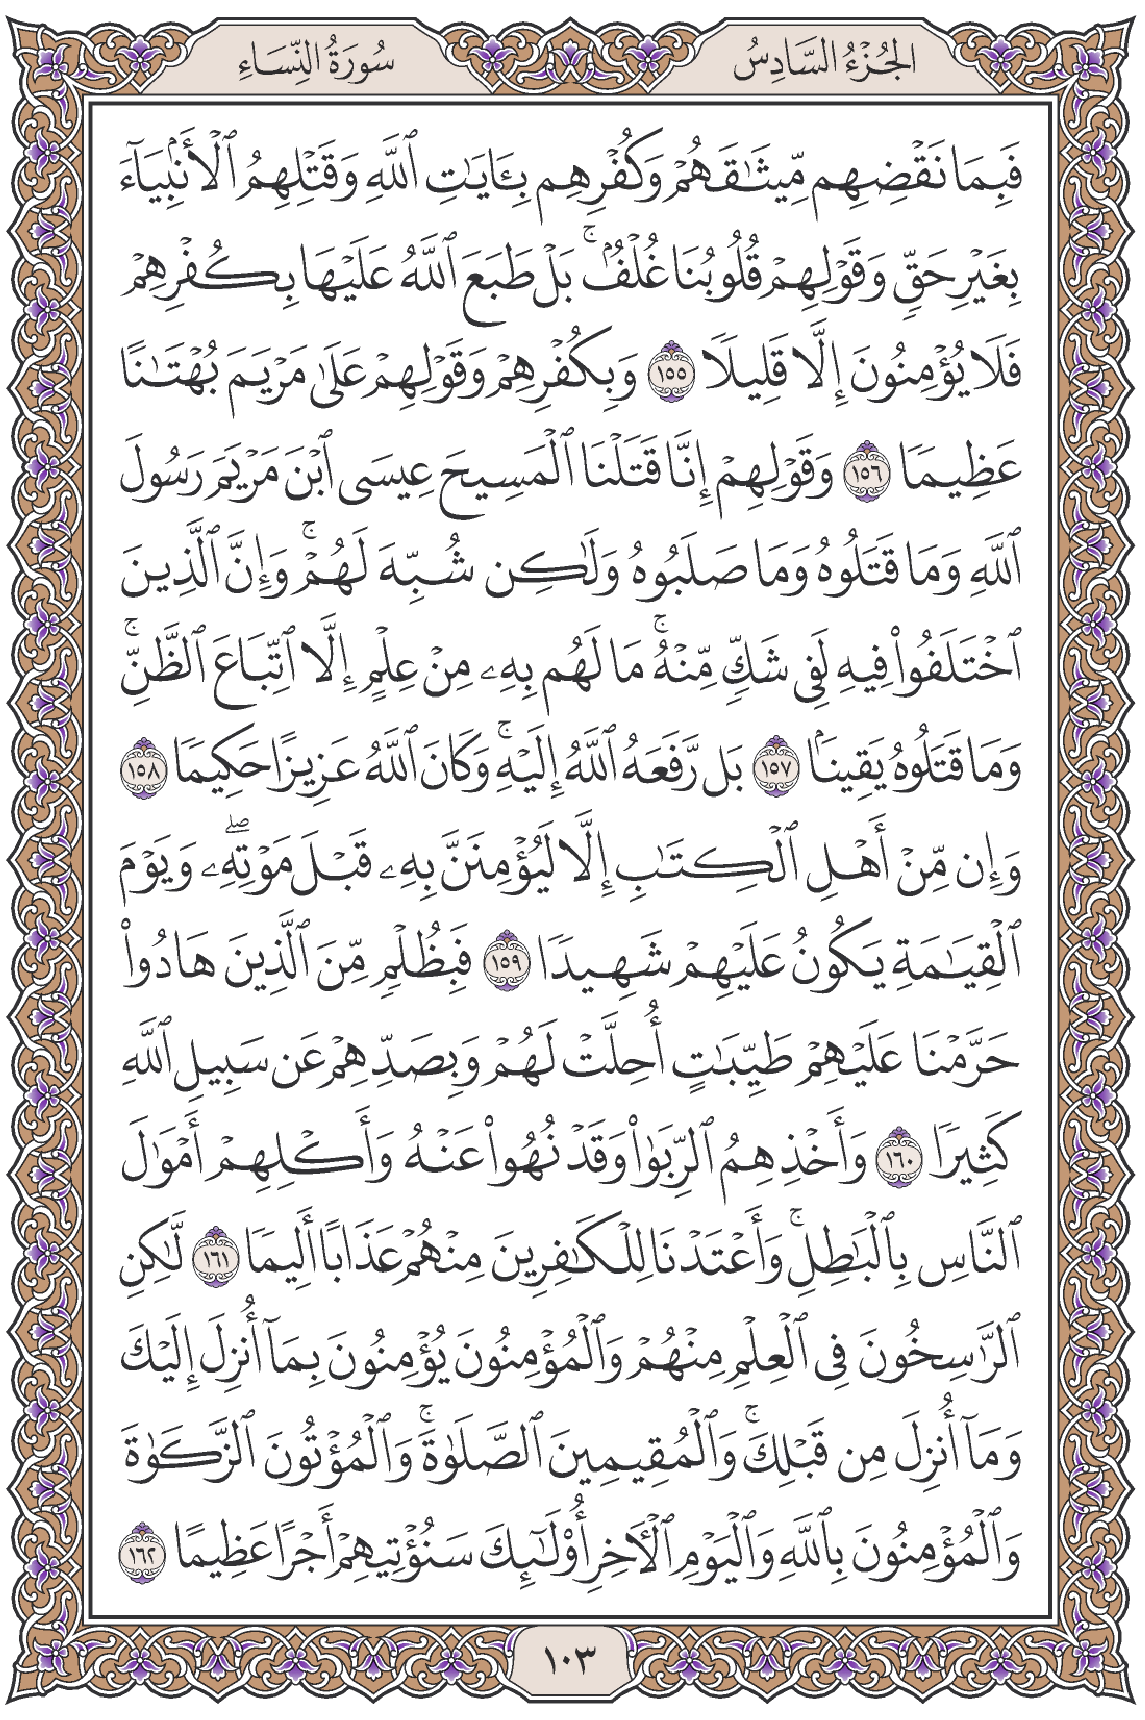 الجُزْءُ السَّادِسُ
سُورَةُ النِّسَاءِ
فَبِمَا نَقْضِهِم مِّيثَٰقَهُمْ وَكُفْرِهِم بِـَٔايَٰتِ ٱللَّهِ وَقَتْلِهِمُ ٱلْأَنۢبِيَآءَ
بِغَيْرِ حَقٍّ وَقَوْلِهِمْ قُلُوبُنَا غُلْفٌۢ ۚ بَلْ طَبَعَ ٱللَّهُ عَلَيْهَا بِكُفْرِهِمْ
فَلَا يُؤْمِنُونَ إِلَّا قَلِيلًا ١٥٥ وَبِكُفْرِهِمْ وَقَوْلِهِمْ عَلَىٰ مَرْيَمَ بُهْتَٰنًا
عَظِيمًا ١٥٦ وَقَوْلِهِمْ إِنَّا قَتَلْنَا ٱلْمَسِيحَ عِيسَى ٱبْنَ مَرْيَمَ رَسُولَ
ٱللَّهِ وَمَا قَتَلُوهُ وَمَا صَلَبُوهُ وَلَٰكِن شُبِّهَ لَهُمْ ۚ وَإِنَّ ٱلَّذِينَ
ٱخْتَلَفُوا۟ فِيهِ لَفِى شَكٍّ مِّنْهُ ۚ مَا لَهُم بِهِۦ مِنْ عِلْمٍ إِلَّا ٱتِّبَاعَ ٱلظَّنِّ ۚ
وَمَا قَتَلُوهُ يَقِينًۢا ١٥٧ بَل رَّفَعَهُ ٱللَّهُ إِلَيْهِ ۚ وَكَانَ ٱللَّهُ عَزِيزًا حَكِيمًا ١٥٨
وَإِن مِّنْ أَهْلِ ٱلْكِتَٰبِ إِلَّا لَيُؤْمِنَنَّ بِهِۦ قَبْلَ مَوْتِهِۦ ۖ وَيَوْمَ
ٱلْقِيَٰمَةِ يَكُونُ عَلَيْهِمْ شَهِيدًا ١٥٩ فَبِظُلْمٍ مِّنَ ٱلَّذِينَ هَادُوا۟
حَرَّمْنَا عَلَيْهِمْ طَيِّبَٰتٍ أُحِلَّتْ لَهُمْ وَبِصَدِّهِمْ عَن سَبِيلِ ٱللَّهِ
كَثِيرًا ١٦٠ وَأَخْذِهِمُ ٱلرِّبَوٰا۟ وَقَدْ نُهُوا۟ عَنْهُ وَأَكْلِهِمْ أَمْوَٰلَ
ٱلنَّاسِ بِٱلْبَٰطِلِ ۚ وَأَعْتَدْنَا لِلْكَٰفِرِينَ مِنْهُمْ عَذَابًا أَلِيمًا ١٦١ لَّٰكِنِ
ٱلرَّٰسِخُونَ فِى ٱلْعِلْمِ مِنْهُمْ وَٱلْمُؤْمِنُونَ يُؤْمِنُونَ بِمَآ أُنزِلَ إِلَيْكَ
وَمَآ أُنزِلَ مِن قَبْلِكَ ۚ وَٱلْمُقِيمِينَ ٱلصَّلَوٰةَ ۚ وَٱلْمُؤْتُونَ ٱلزَّكَوٰةَ
وَٱلْمُؤْمِنُونَ بِٱللَّهِ وَٱلْيَوْمِ ٱلْـَٔاخِرِ أُو۟لَٰٓئِكَ سَنُؤْتِيهِمْ أَجْرًا عَظِيمًا ١٦٢
١٠٣